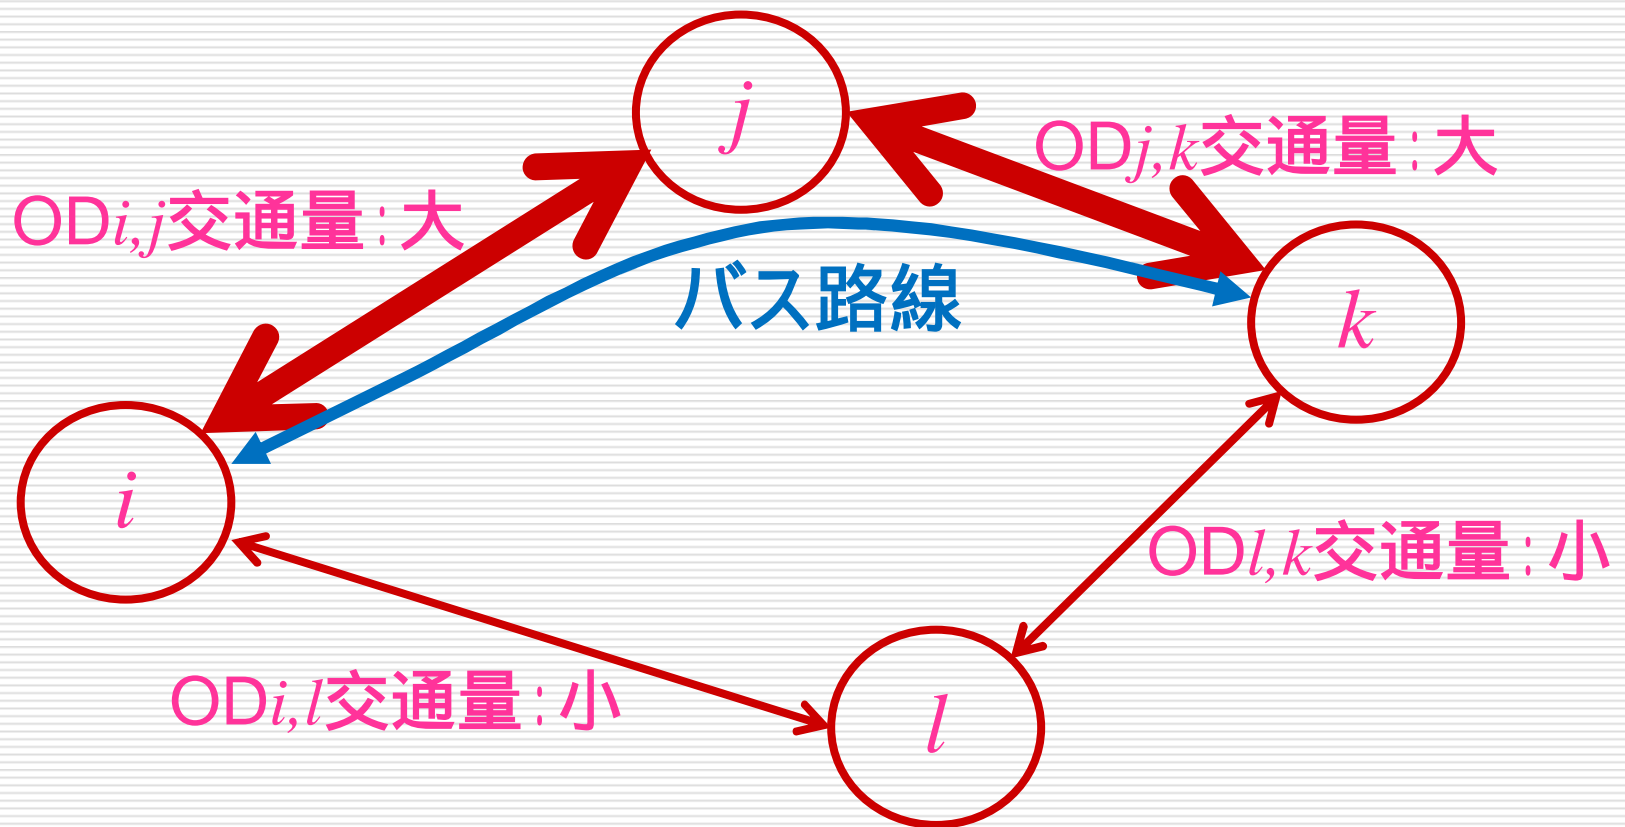 j
ODj,k交通量:大
ODi,j交通量:大
バス路線
k
i
ODl,k交通量:小
ODi,l交通量:小
l